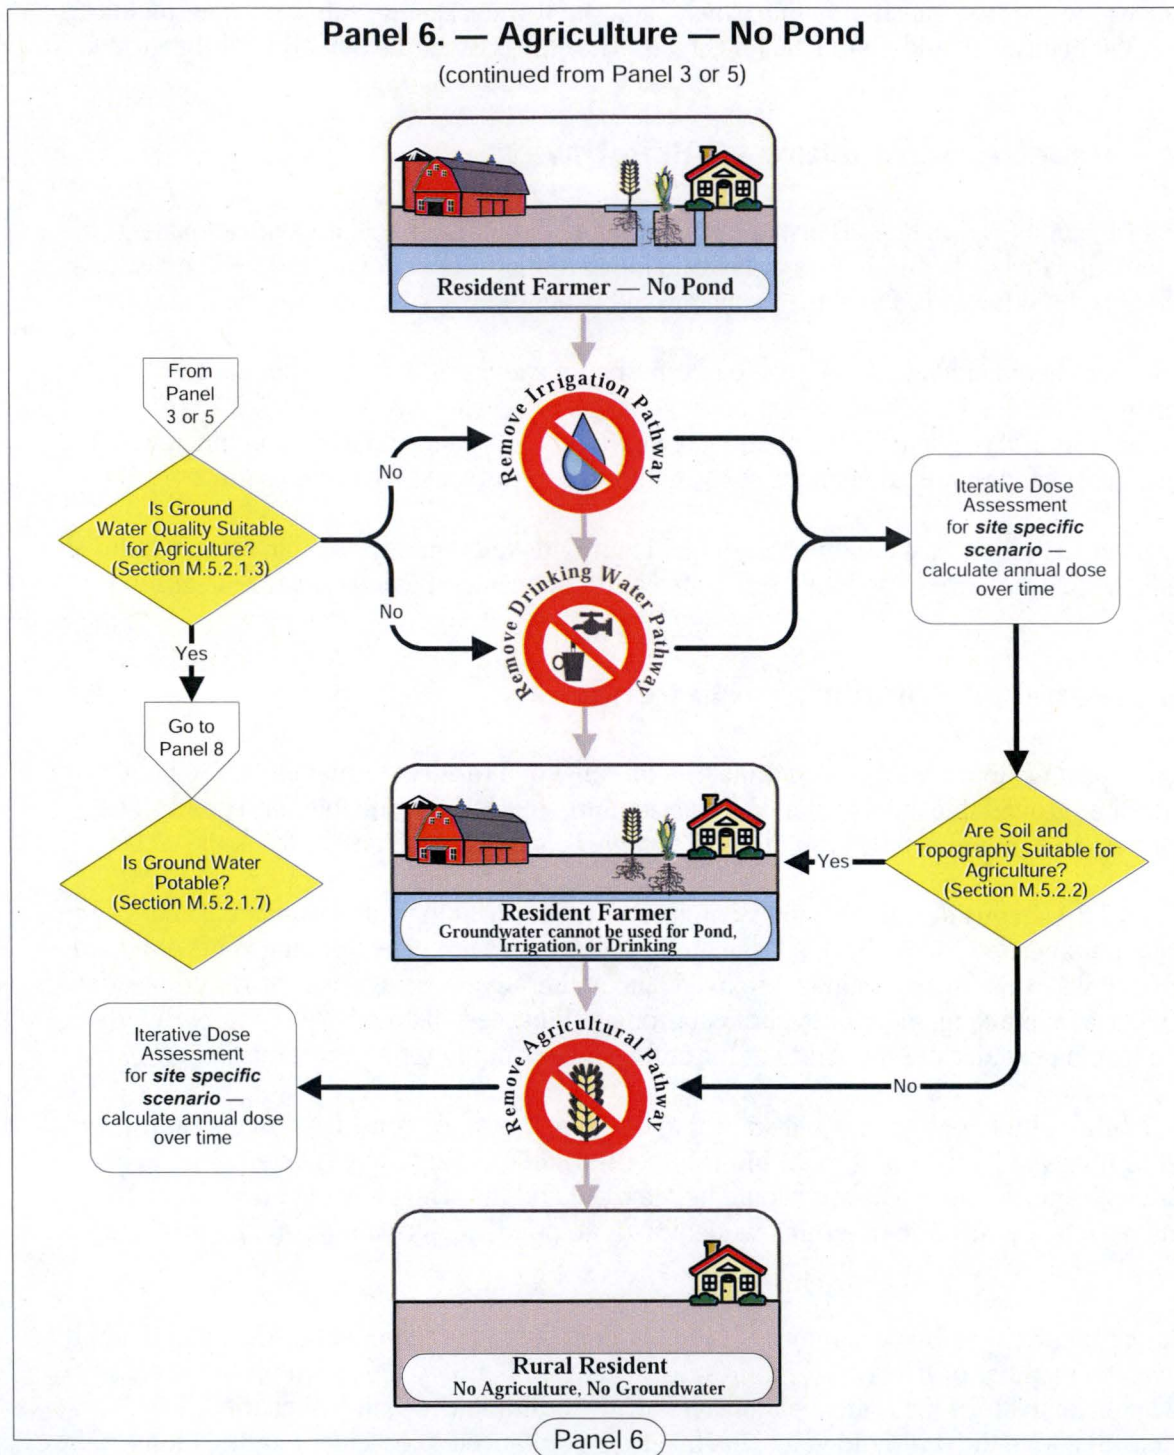 Panel 6. — Agriculture — No Pond
(continued from Panel 3 or 5)
Resident Farmer — No Pond
From
Panel
3 or 5
Remove Irrigation Pathway
No
Is Ground
Water Quality Suitable
for Agriculture?
(Section M.5.2.1.3)
Iterative Dose
Assessment
for site specific
scenario —
calculate annual dose
over time
No
Remove Drinking Water Pathway
Yes
Go to
Panel 8
Is Ground Water
Potable?
(Section M.5.2.1.7)
Are Soil and
Topography Suitable for
Agriculture?
(Section M.5.2.2)
Yes
Resident Farmer
Groundwater cannot be used for Pond,
Irrigation, or Drinking
Iterative Dose
Assessment
for site specific
scenario —
calculate annual dose
over time
Remove Agricultural Pathway
No
Rural Resident
No Agriculture, No Groundwater
Panel 6